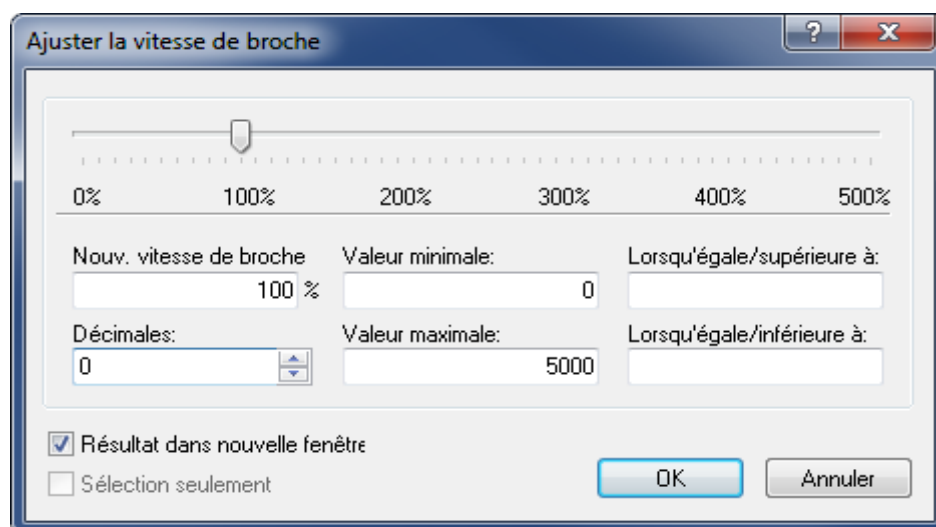 Ajuster la vitesse de broche
0% 100% 200% 300% 400% 500%
Nouv. vitesse de broche Valeur minimale: Lorsqu'égale/supérieure à:
100 % 0
Décimales: Valeur maximale: Lorsqu'égale/inférieure à:
0 5000
Résultat dans nouvelle fenêtre
Sélection seulement
OK Annuler